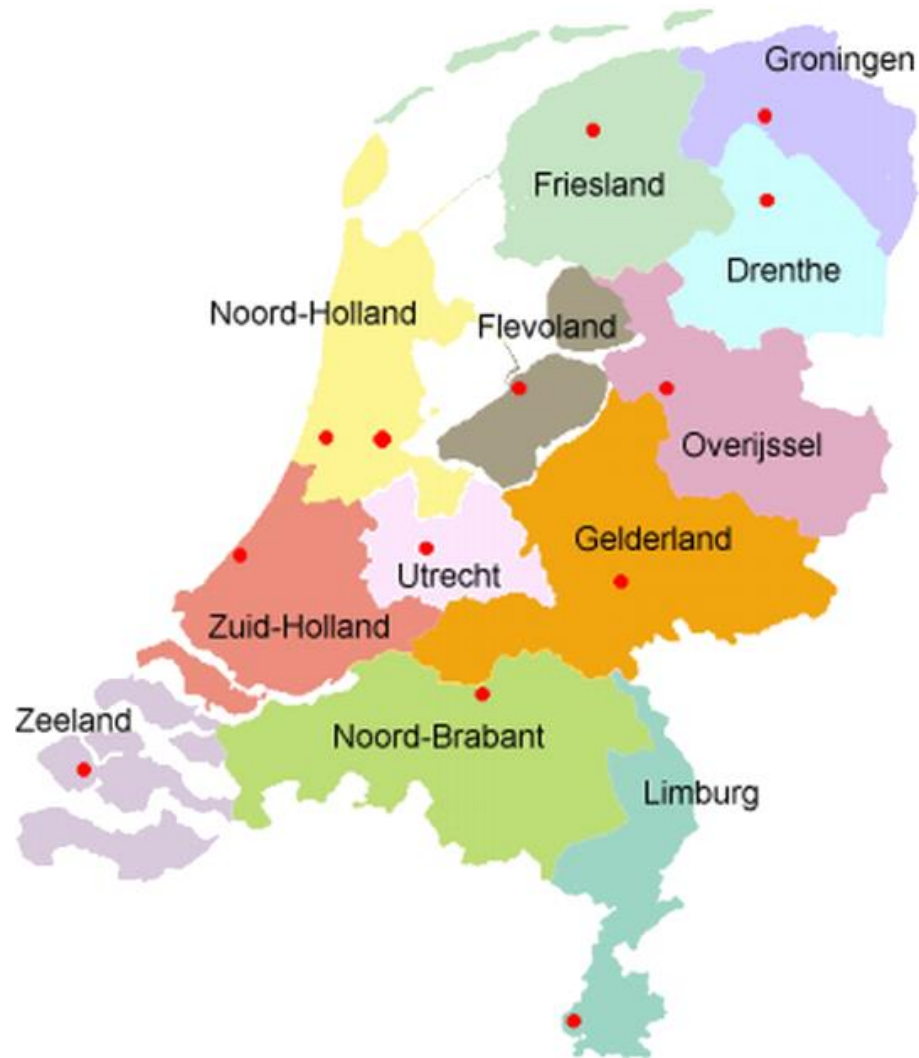 Groningen
Friesland
Drenthe
Noord-Holland
Flevoland
Overijssel
Gelderland
Utrecht
Zuid-Holland
Zeeland
Noord-Brabant
Limburg